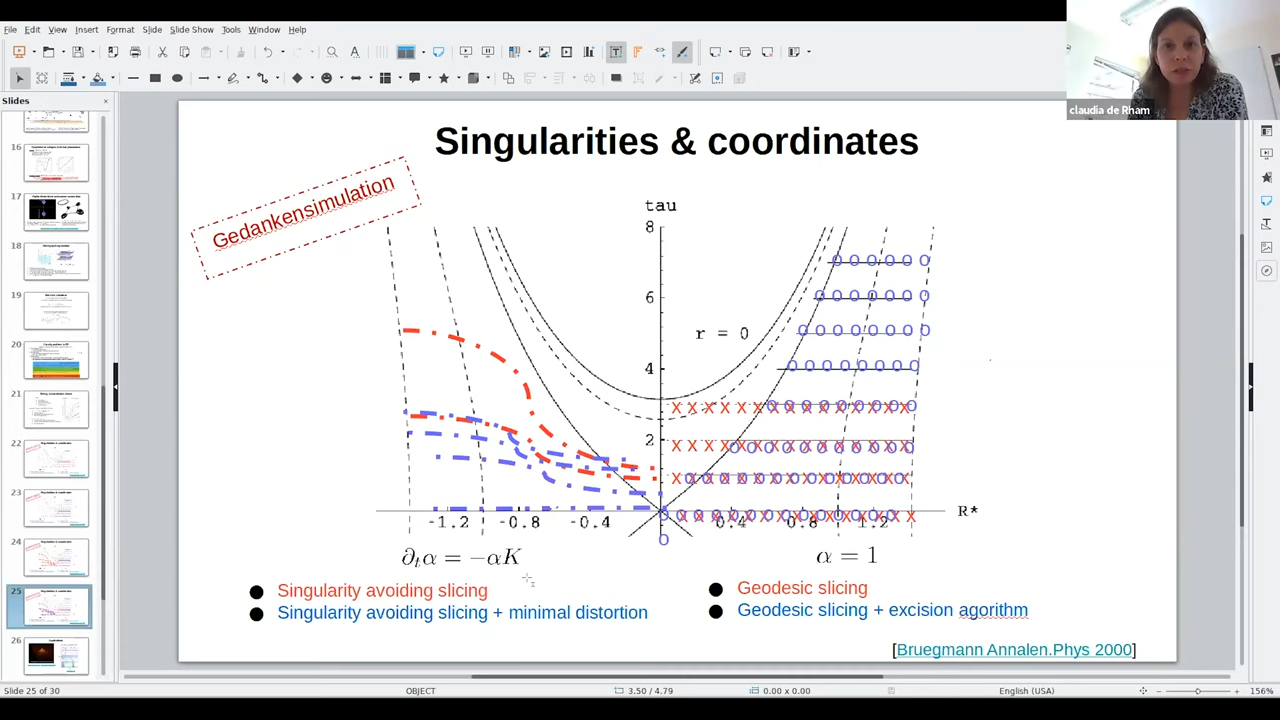 File Edit View Insert Format Slide Slide Show Tools Window Help
claudia de Rham
Slides
16
17
18
19
20
21
22
23
24
25
26
Singularities & coordinates
Gedankensimulation
tau
8
6
r = 0
4
2
-1.2 -0.8 -0.4 0.4 0.8 1.2 R*
∂tα = −αK
α = 1
● Singularity avoiding slicing
● Singularity avoiding slicing + minimal distortion
● Geodesic slicing
● Geodesic slicing + excision agorithm
[Bruegmann Annalen.Phys 2000]
Slide 25 of 30 OBJECT 3.50 / 4.79 0.00 x 0.00 English (USA) 156%